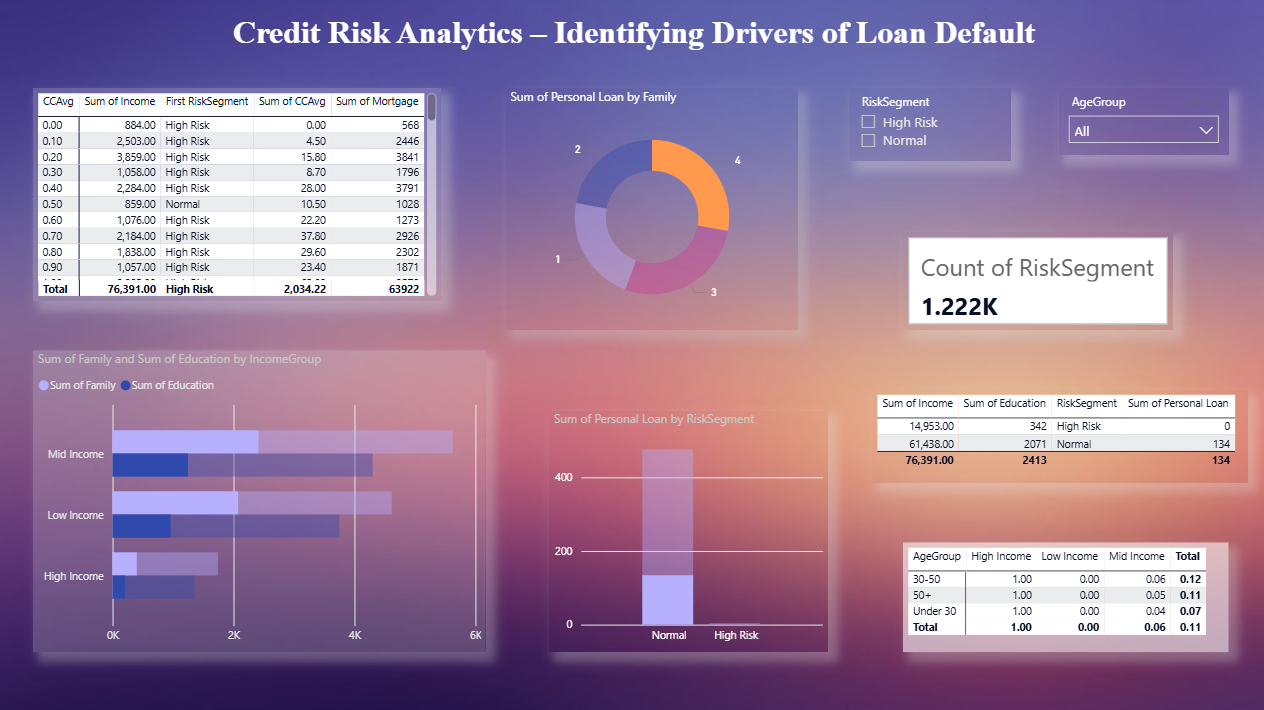 Credit Risk Analytics – Identifying Drivers of Loan Default
CCAvg Sum of Income First RiskSegment Sum of CCAvg Sum of Mortgage
0.00 884.00 High Risk 0.00 568
0.10 2,503.00 High Risk 4.50 2446
0.20 3,859.00 High Risk 15.80 3841
0.30 1,058.00 High Risk 8.70 1796
0.40 2,284.00 High Risk 28.00 3791
0.50 859.00 Normal 10.50 1028
0.60 1,076.00 High Risk 22.20 1273
0.70 2,184.00 High Risk 37.80 2926
0.80 1,838.00 High Risk 29.60 2302
0.90 1,057.00 High Risk 23.40 1871
Total 76,391.00 High Risk 2,034.22 63922
Sum of Personal Loan by Family
2
4
1
3
RiskSegment
High Risk
Normal
AgeGroup
All
Count of RiskSegment
1.222K
Sum of Family and Sum of Education by IncomeGroup
Sum of Family Sum of Education
Mid Income
Low Income
High Income
0K 2K 4K 6K
Sum of Personal Loan by RiskSegment
400
200
0
Normal High Risk
Sum of Income Sum of Education RiskSegment Sum of Personal Loan
14,953.00 342 High Risk 0
61,438.00 2071 Normal 134
76,391.00 2413 134
AgeGroup High Income Low Income Mid Income Total
30-50 1.00 0.00 0.06 0.12
50+ 1.00 0.00 0.05 0.11
Under 30 1.00 0.00 0.04 0.07
Total 1.00 0.00 0.06 0.11